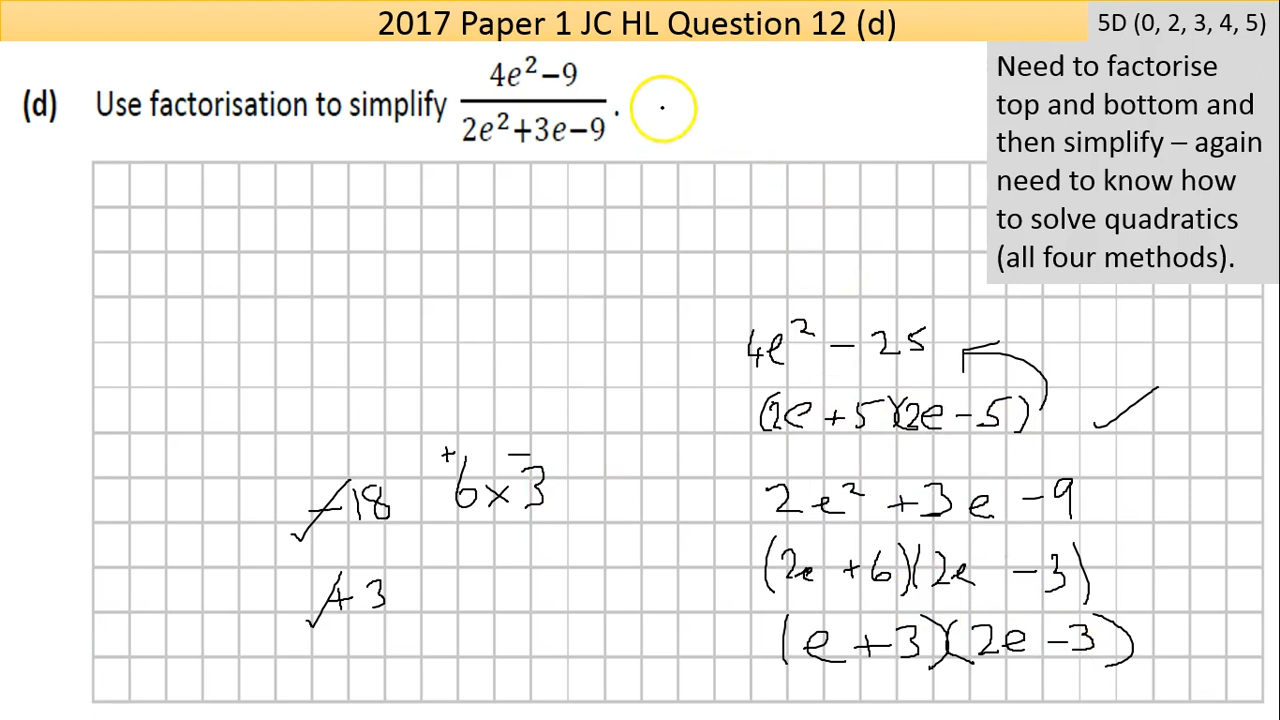 2017 Paper 1 JC HL Question 12 (d)
5D (0, 2, 3, 4, 5)
Need to factorise
top and bottom and
then simplify – again
need to know how
to solve quadratics
(all four methods).
(d) Use factorisation to simplify (4e²−9)/(2e²+3e−9).
4e² − 25
(2e + 5)(2e − 5)
+ −
6 × 3
−18
+3
2e² + 3e − 9
(2e + 6)(2e − 3)
(e + 3)(2e − 3)